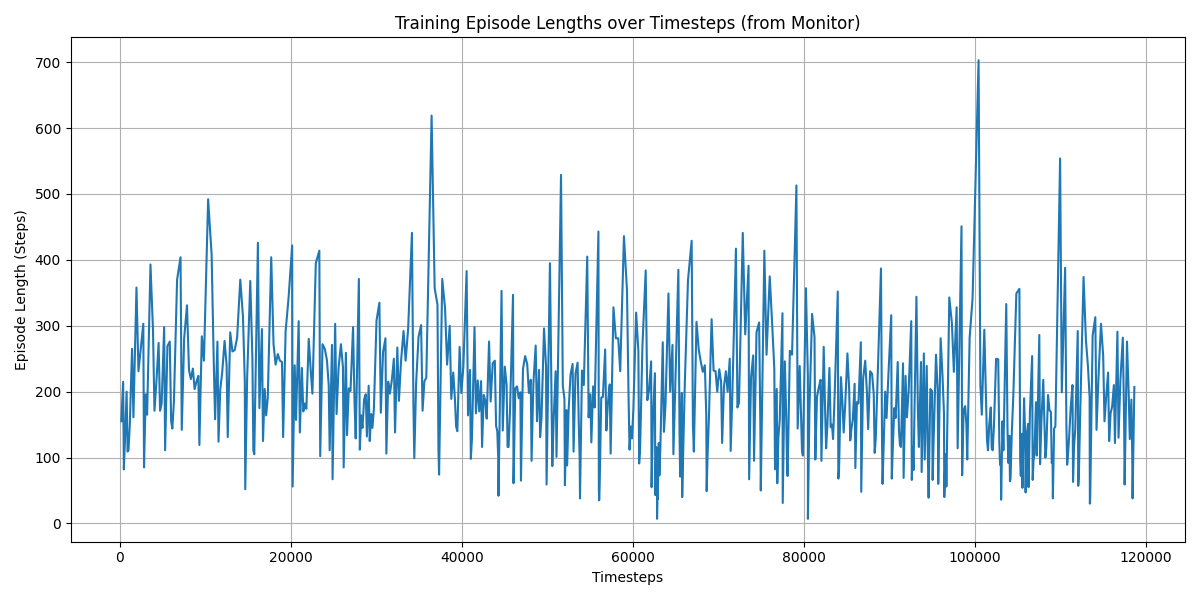 Training Episode Lengths over Timesteps (from Monitor)
Episode Length (Steps)
700
600
500
400
300
200
100
0
0 20000 40000 60000 80000 100000 120000
Timesteps